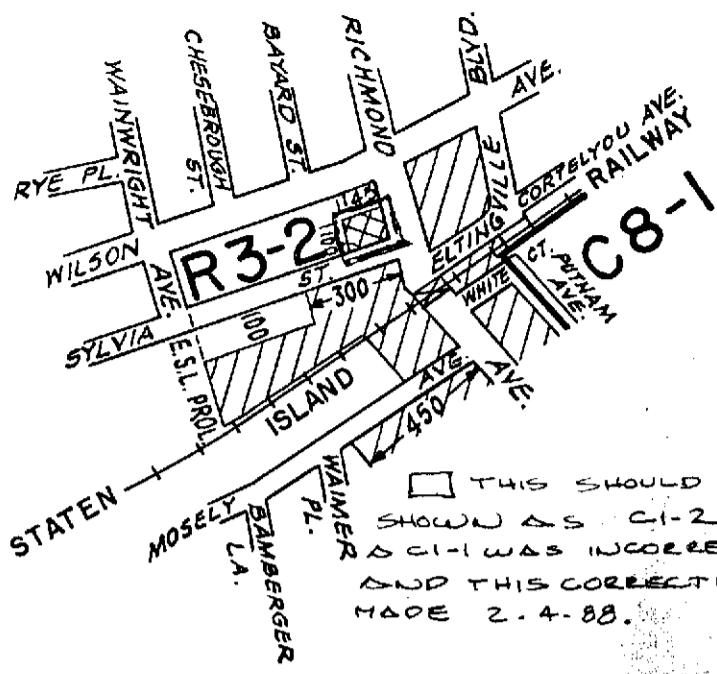 WAINWRIGHT
AVE.
CHESEBROUGH
ST.
BAYARD ST.
RICHMOND
AVE.
BLVD
AVE.
RYE PL.
WILSON
SYLVIA
ST.
R3-2
145
100
300
100
ELTINGVILLE
CORTELYOU AVE.
STATEN
ISLAND
RAILWAY
C8-1
WHITE
CT.
PUTNAM
AVE.
E.S.L. PROL.
450
MOSELY
AVE.
WAIMER
PL.
BAMBERGER
LA.
THIS SHOULD
SHOWN AS C1-2
A C1-1 WAS INCORRE
AND THIS CORRECTI
MADE 2-4-88.